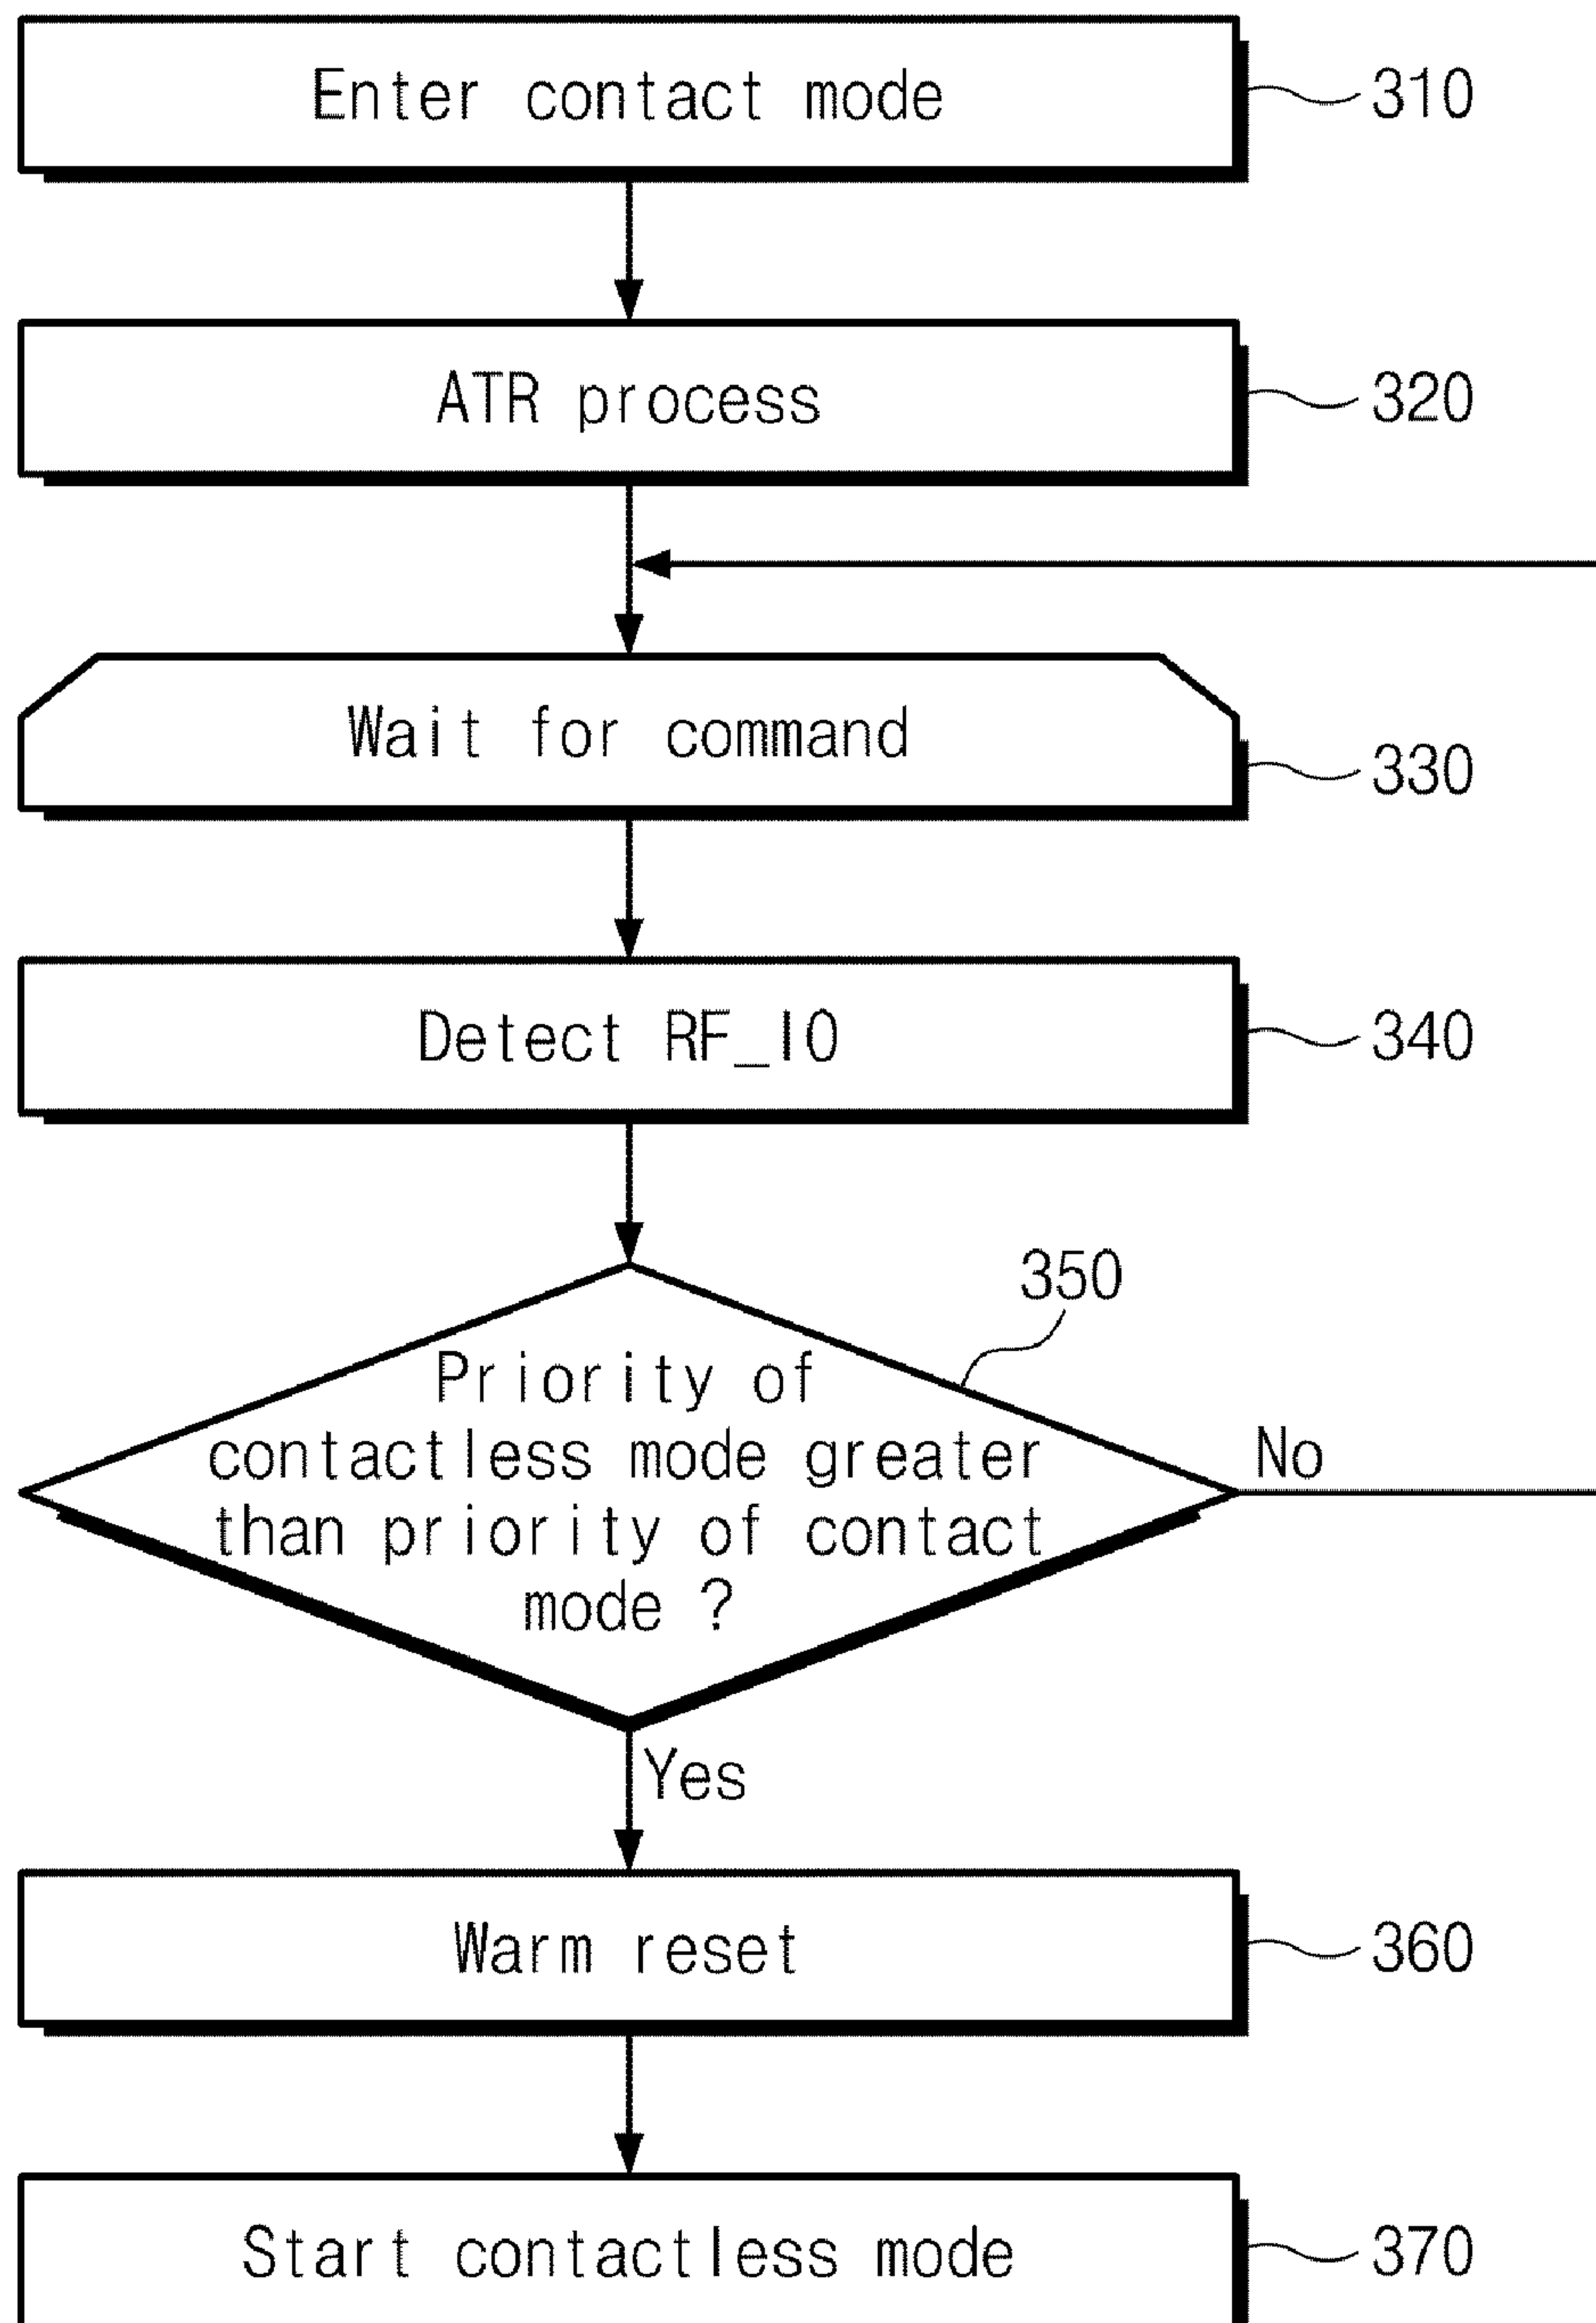 Enter contact mode
310
ATR process
320
Wait for command
330
Detect RF_IO
340
350
Priority of
contactless mode greater
than priority of contact
mode ?
No
Yes
Warm reset
360
Start contactless mode
370